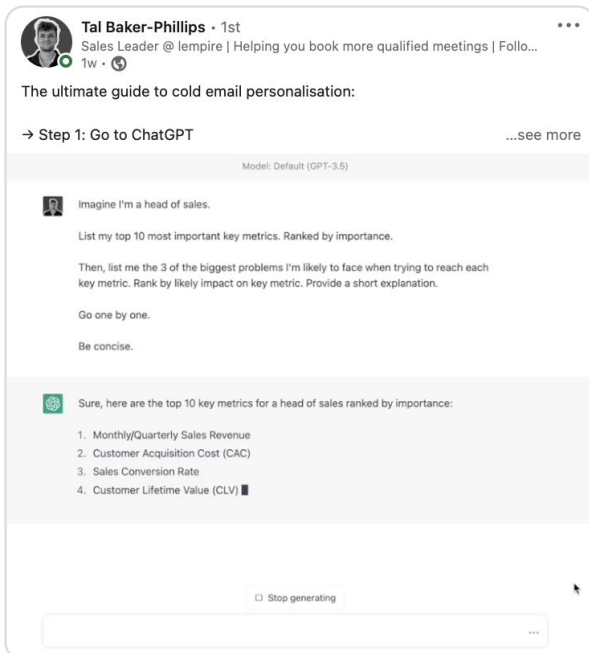 Tal Baker-Phillips • 1st
Sales Leader @ lempire | Helping you book more qualified meetings | Follo...
1w •
The ultimate guide to cold email personalisation:
→ Step 1: Go to ChatGPT
...see more
Model: Default (GPT-3.5)
Imagine I'm a head of sales.
List my top 10 most important key metrics. Ranked by importance.
Then, list me the 3 of the biggest problems I'm likely to face when trying to reach each
key metric. Rank by likely impact on key metric. Provide a short explanation.
Go one by one.
Be concise.
Sure, here are the top 10 key metrics for a head of sales ranked by importance:
1. Monthly/Quarterly Sales Revenue
2. Customer Acquisition Cost (CAC)
3. Sales Conversion Rate
4. Customer Lifetime Value (CLV)
Stop generating